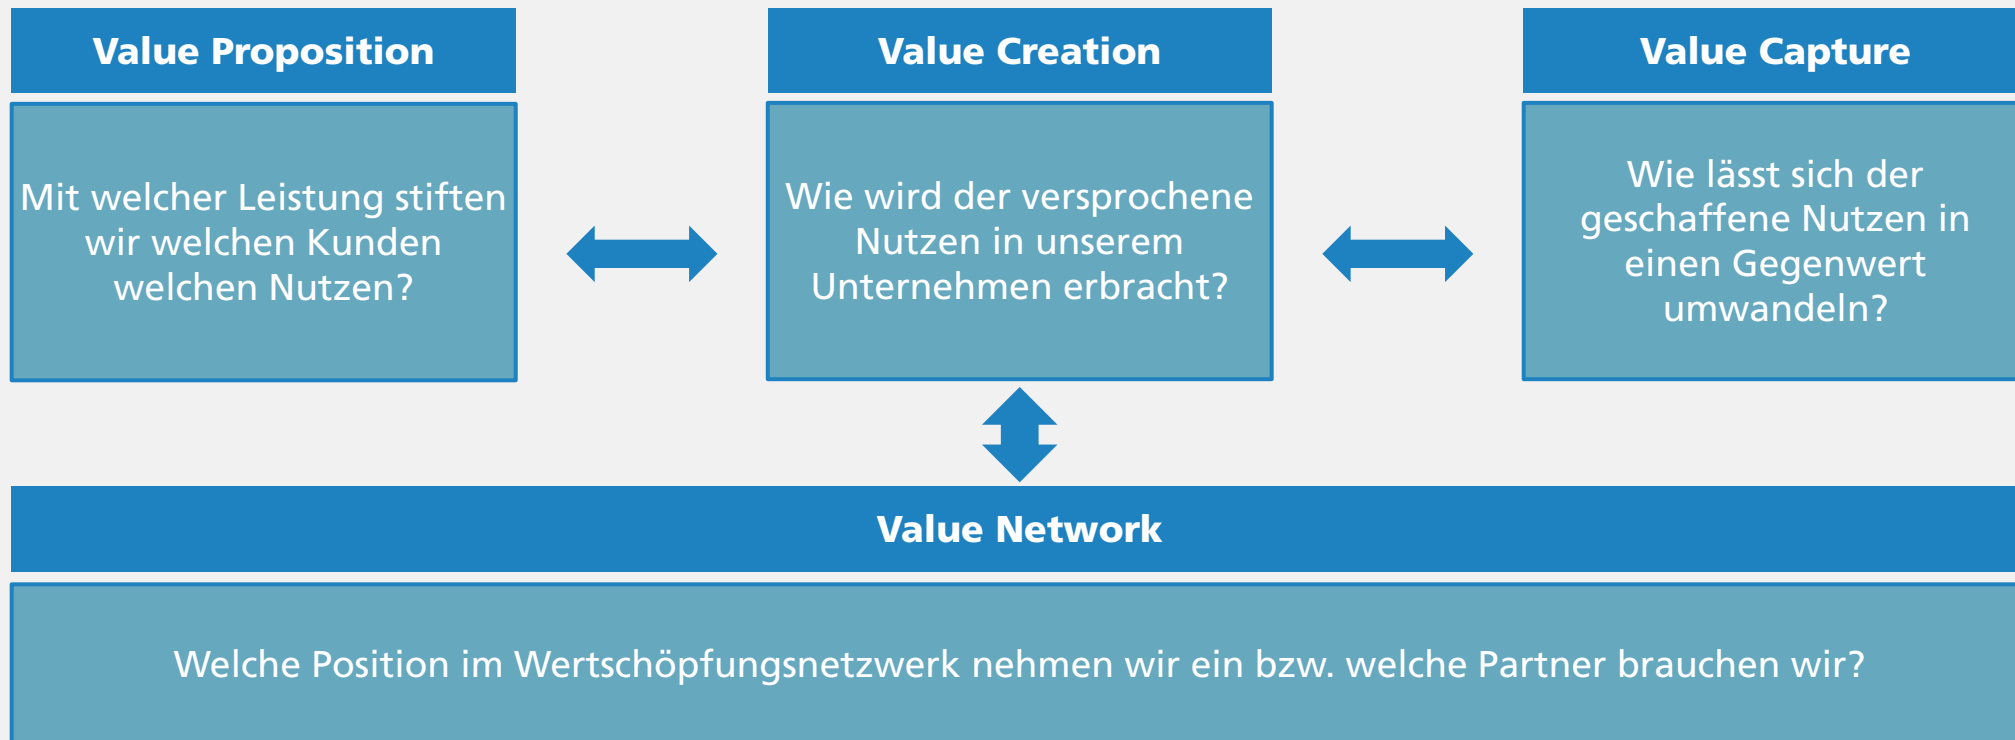 Value Proposition
Mit welcher Leistung stiften
wir welchen Kunden
welchen Nutzen?
Value Creation
Wie wird der versprochene
Nutzen in unserem
Unternehmen erbracht?
Value Capture
Wie lässt sich der
geschaffene Nutzen in
einen Gegenwert
umwandeln?
Value Network
Welche Position im Wertschöpfungsnetzwerk nehmen wir ein bzw. welche Partner brauchen wir?